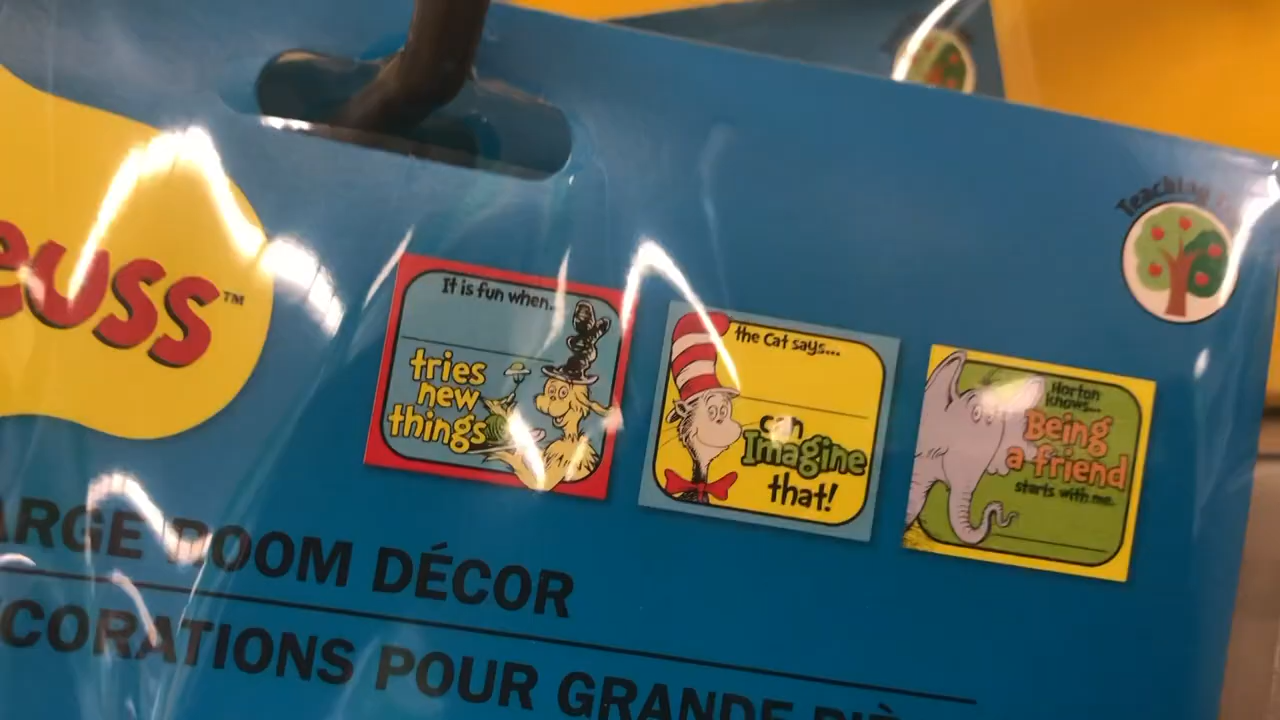 euss™
It is fun when...
tries
new
things
the Cat says...
can
Imagine
that!
Horton
knows...
Being
a friend
starts with me.
Teaching
ARGE ROOM DÉCOR
CORATIONS POUR GRANDE PIÈ